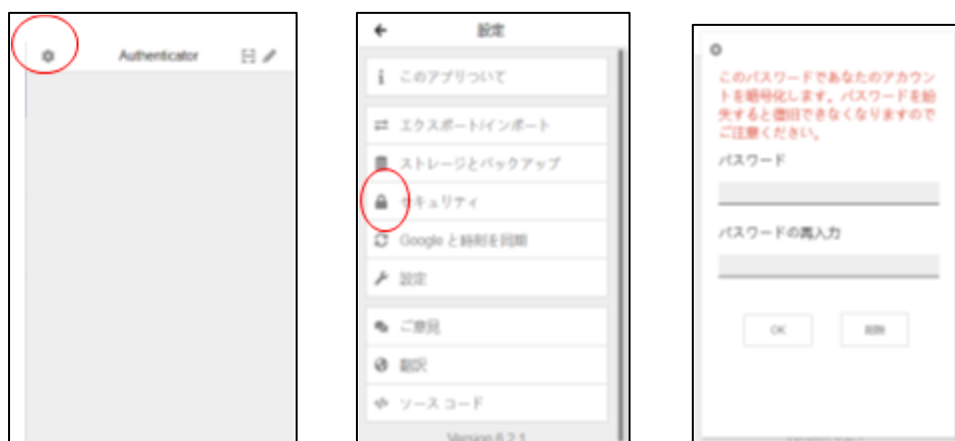 Authenticator
設定
このアプリついて
エクスポート/インポート
ストレージとバックアップ
セキュリティ
Google と時刻を同期
設定
ご意見
翻訳
ソース コード
Version 6.2.1
このパスワードであなたのアカウン
トを暗号化します。パスワードを紛
失すると復旧できなくなりますので
ご注意ください。
パスワード
パスワードの再入力
OK
削除